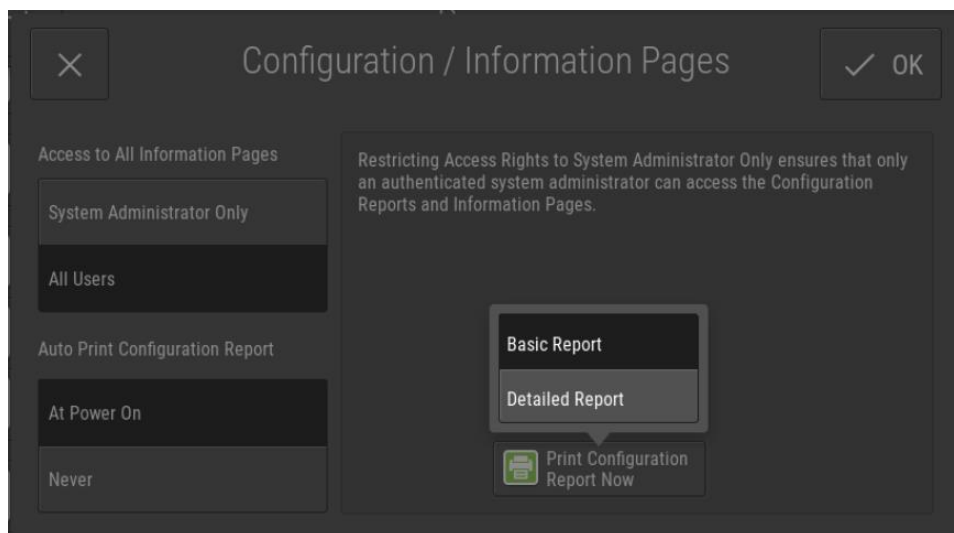 Configuration / Information Pages
OK
Access to All Information Pages
System Administrator Only
All Users
Auto Print Configuration Report
At Power On
Never
Restricting Access Rights to System Administrator Only ensures that only
an authenticated system administrator can access the Configuration
Reports and Information Pages.
Basic Report
Detailed Report
Print Configuration
Report Now